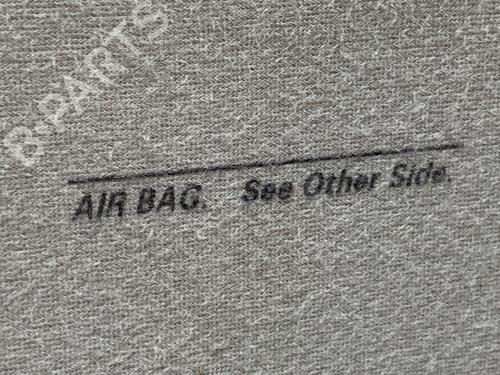 B-PARTS
AIR BAG. See Other Side.